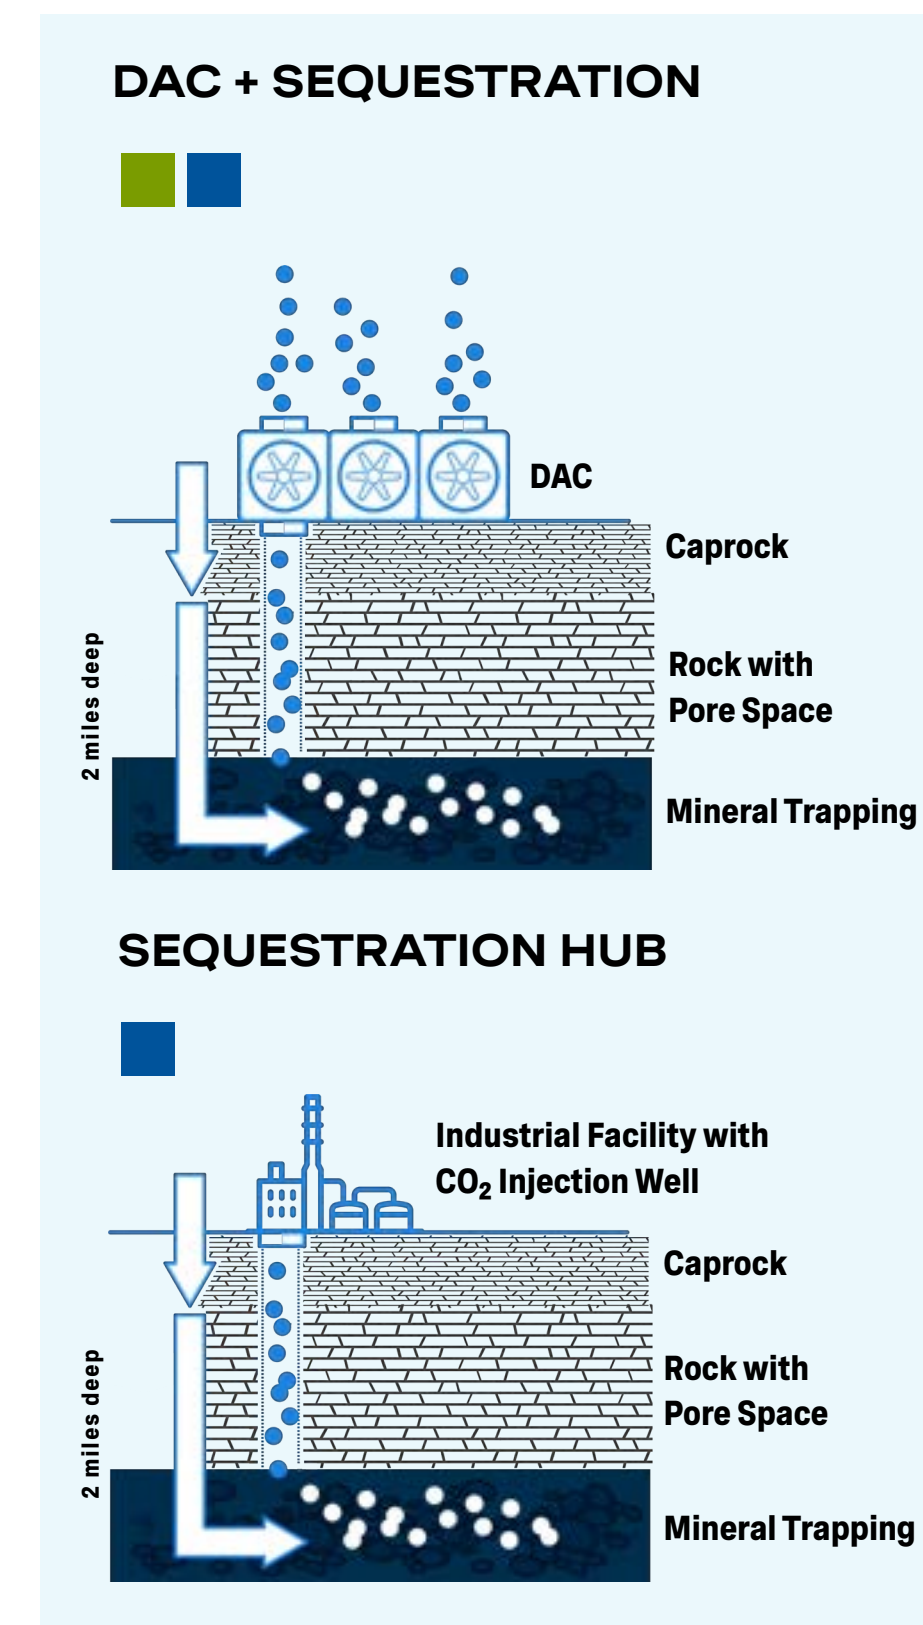 DAC + SEQUESTRATION
DAC
Caprock
Rock with
Pore Space
2 miles deep
Mineral Trapping
SEQUESTRATION HUB
Industrial Facility with
CO₂ Injection Well
Caprock
Rock with
Pore Space
2 miles deep
Mineral Trapping